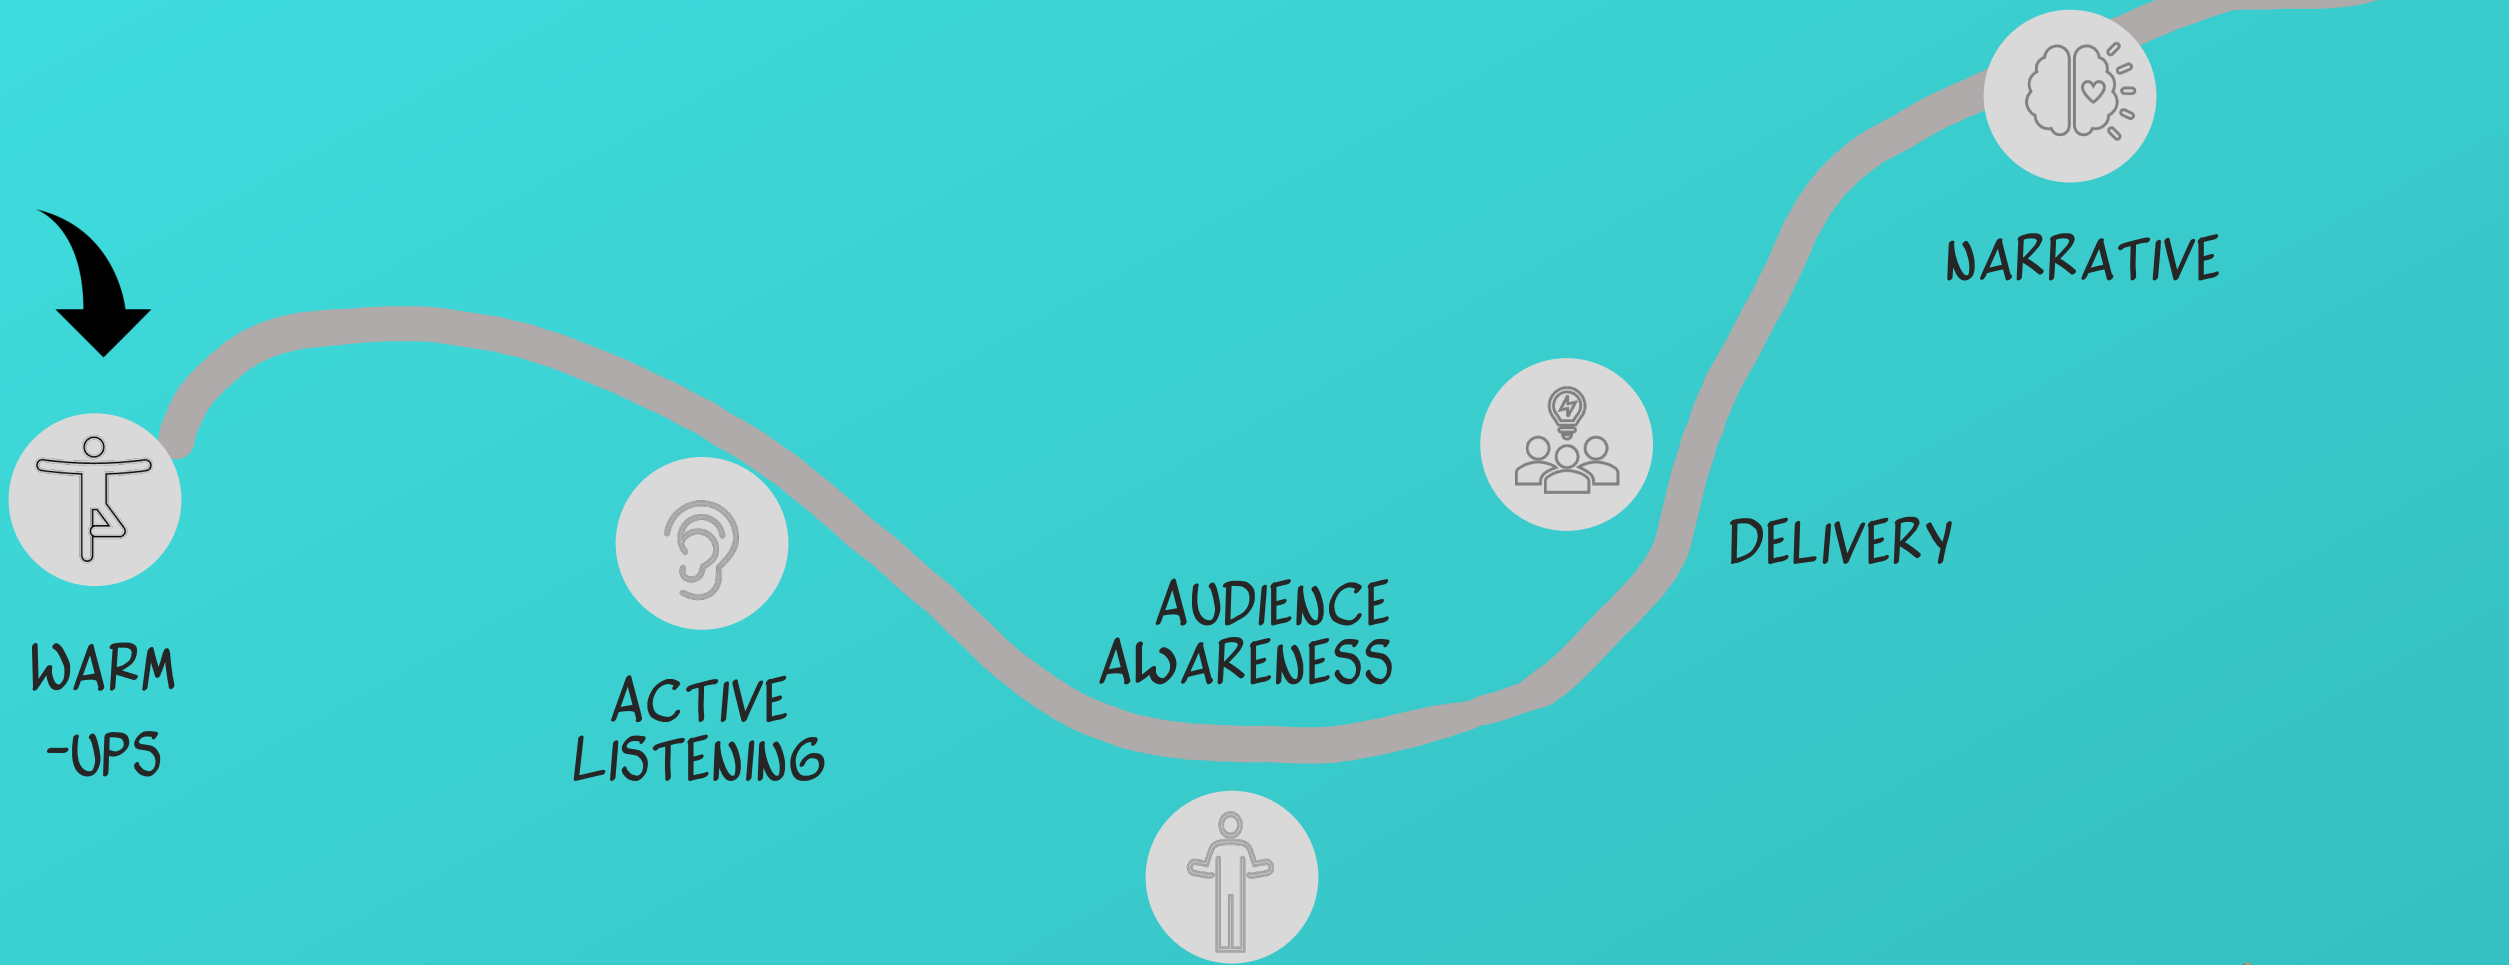 WARM
-UPS
ACTIVE
LISTENING
AUDIENCE
AWARENESS
DELIVERY
NARRATIVE